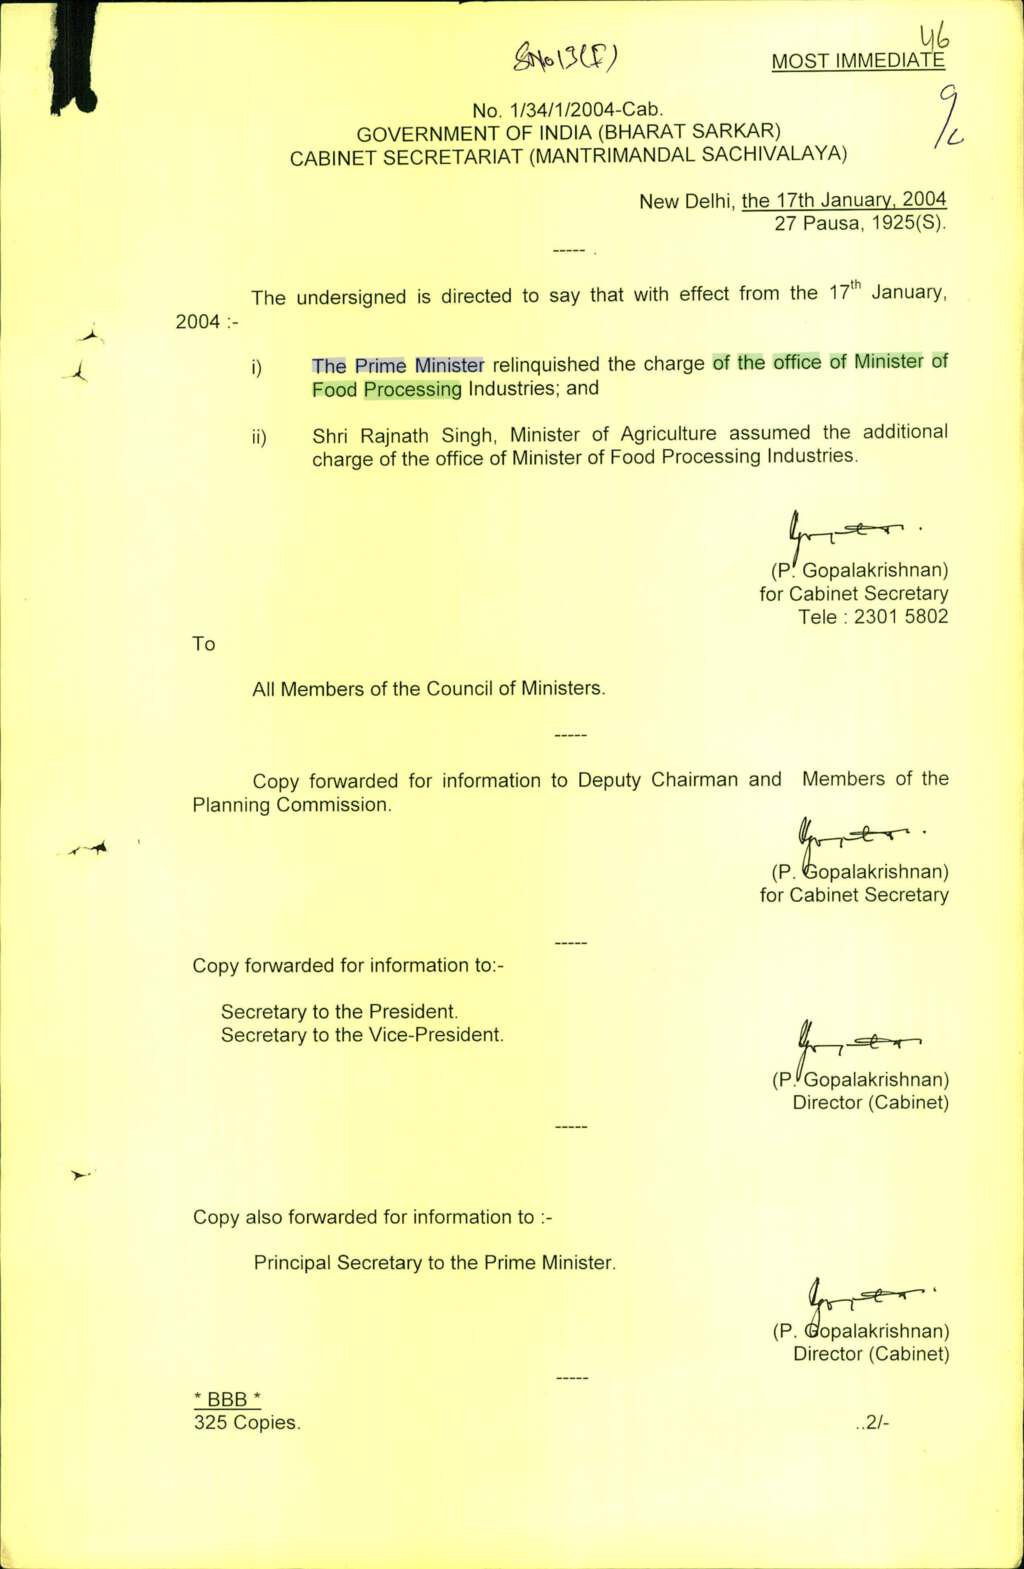 SNo 13(F)
46
MOST IMMEDIATE
9/c
No. 1/34/1/2004-Cab.
GOVERNMENT OF INDIA (BHARAT SARKAR)
CABINET SECRETARIAT (MANTRIMANDAL SACHIVALAYA)
New Delhi, the 17th January, 2004
27 Pausa, 1925(S).
----- .
The undersigned is directed to say that with effect from the 17th January,
2004 :-
i) The Prime Minister relinquished the charge of the office of Minister of
Food Processing Industries; and
ii) Shri Rajnath Singh, Minister of Agriculture assumed the additional
charge of the office of Minister of Food Processing Industries.
(P. Gopalakrishnan)
for Cabinet Secretary
Tele : 2301 5802
To
All Members of the Council of Ministers.
-----
Copy forwarded for information to Deputy Chairman and Members of the
Planning Commission.
(P. Gopalakrishnan)
for Cabinet Secretary
-----
Copy forwarded for information to:-
Secretary to the President.
Secretary to the Vice-President.
(P. Gopalakrishnan)
Director (Cabinet)
-----
Copy also forwarded for information to :-
Principal Secretary to the Prime Minister.
(P. Gopalakrishnan)
Director (Cabinet)
-----
* BBB *
325 Copies.
..2/-